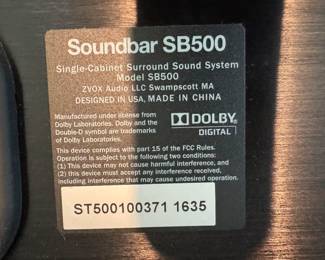 Soundbar SB500
Single-Cabinet Surround Sound System
Model SB500
ZVOX Audio LLC Swampscott MA
DESIGNED IN USA, MADE IN CHINA
Manufactured under license from
Dolby Laboratories. Dolby and the
Double-D symbol are trademarks
of Dolby Laboratories.
DOLBY
DIGITAL
This device complies with part 15 of the FCC Rules.
Operation is subject to the following two conditions:
(1) This device may not cause harmful interference, and
(2) this device must accept any interference received,
including interference that may cause undesired operation.
ST500100371 1635